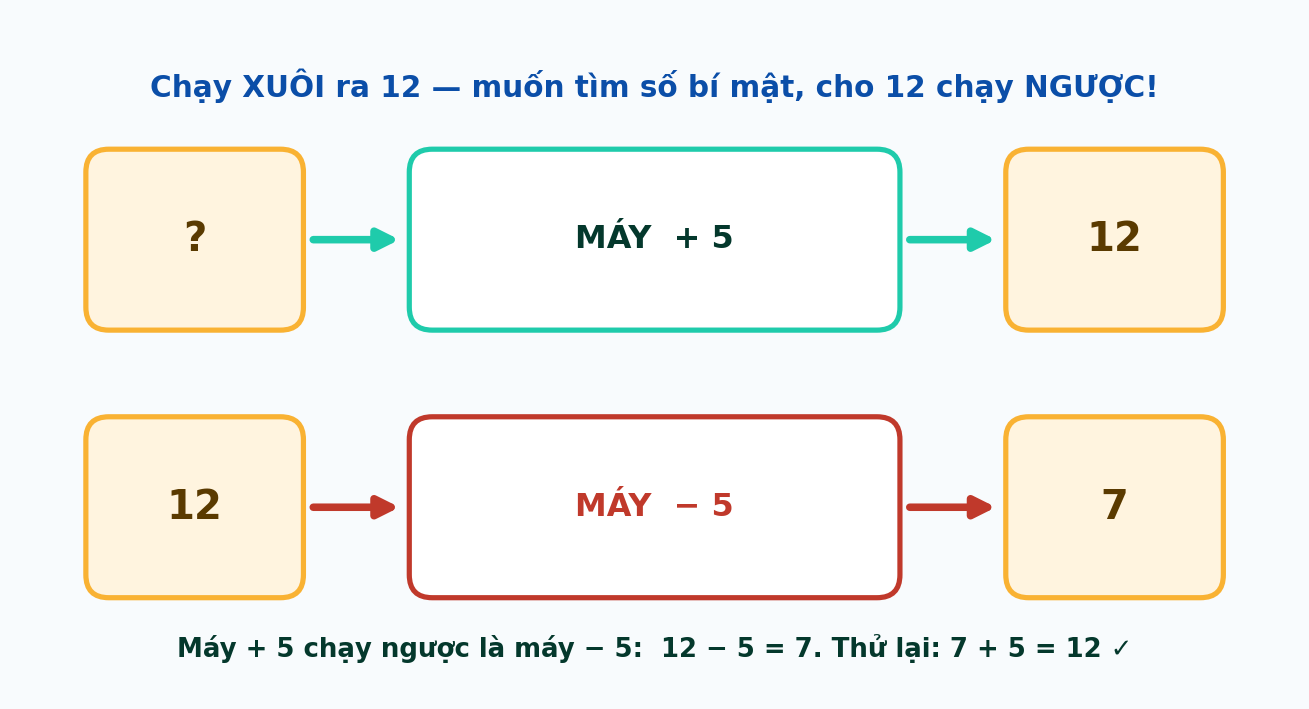 Chạy XUÔI ra 12 — muốn tìm số bí mật, cho 12 chạy NGƯỢC!
? MÁY + 5 12
12 MÁY − 5 7
Máy + 5 chạy ngược là máy − 5: 12 − 5 = 7. Thử lại: 7 + 5 = 12 ✓